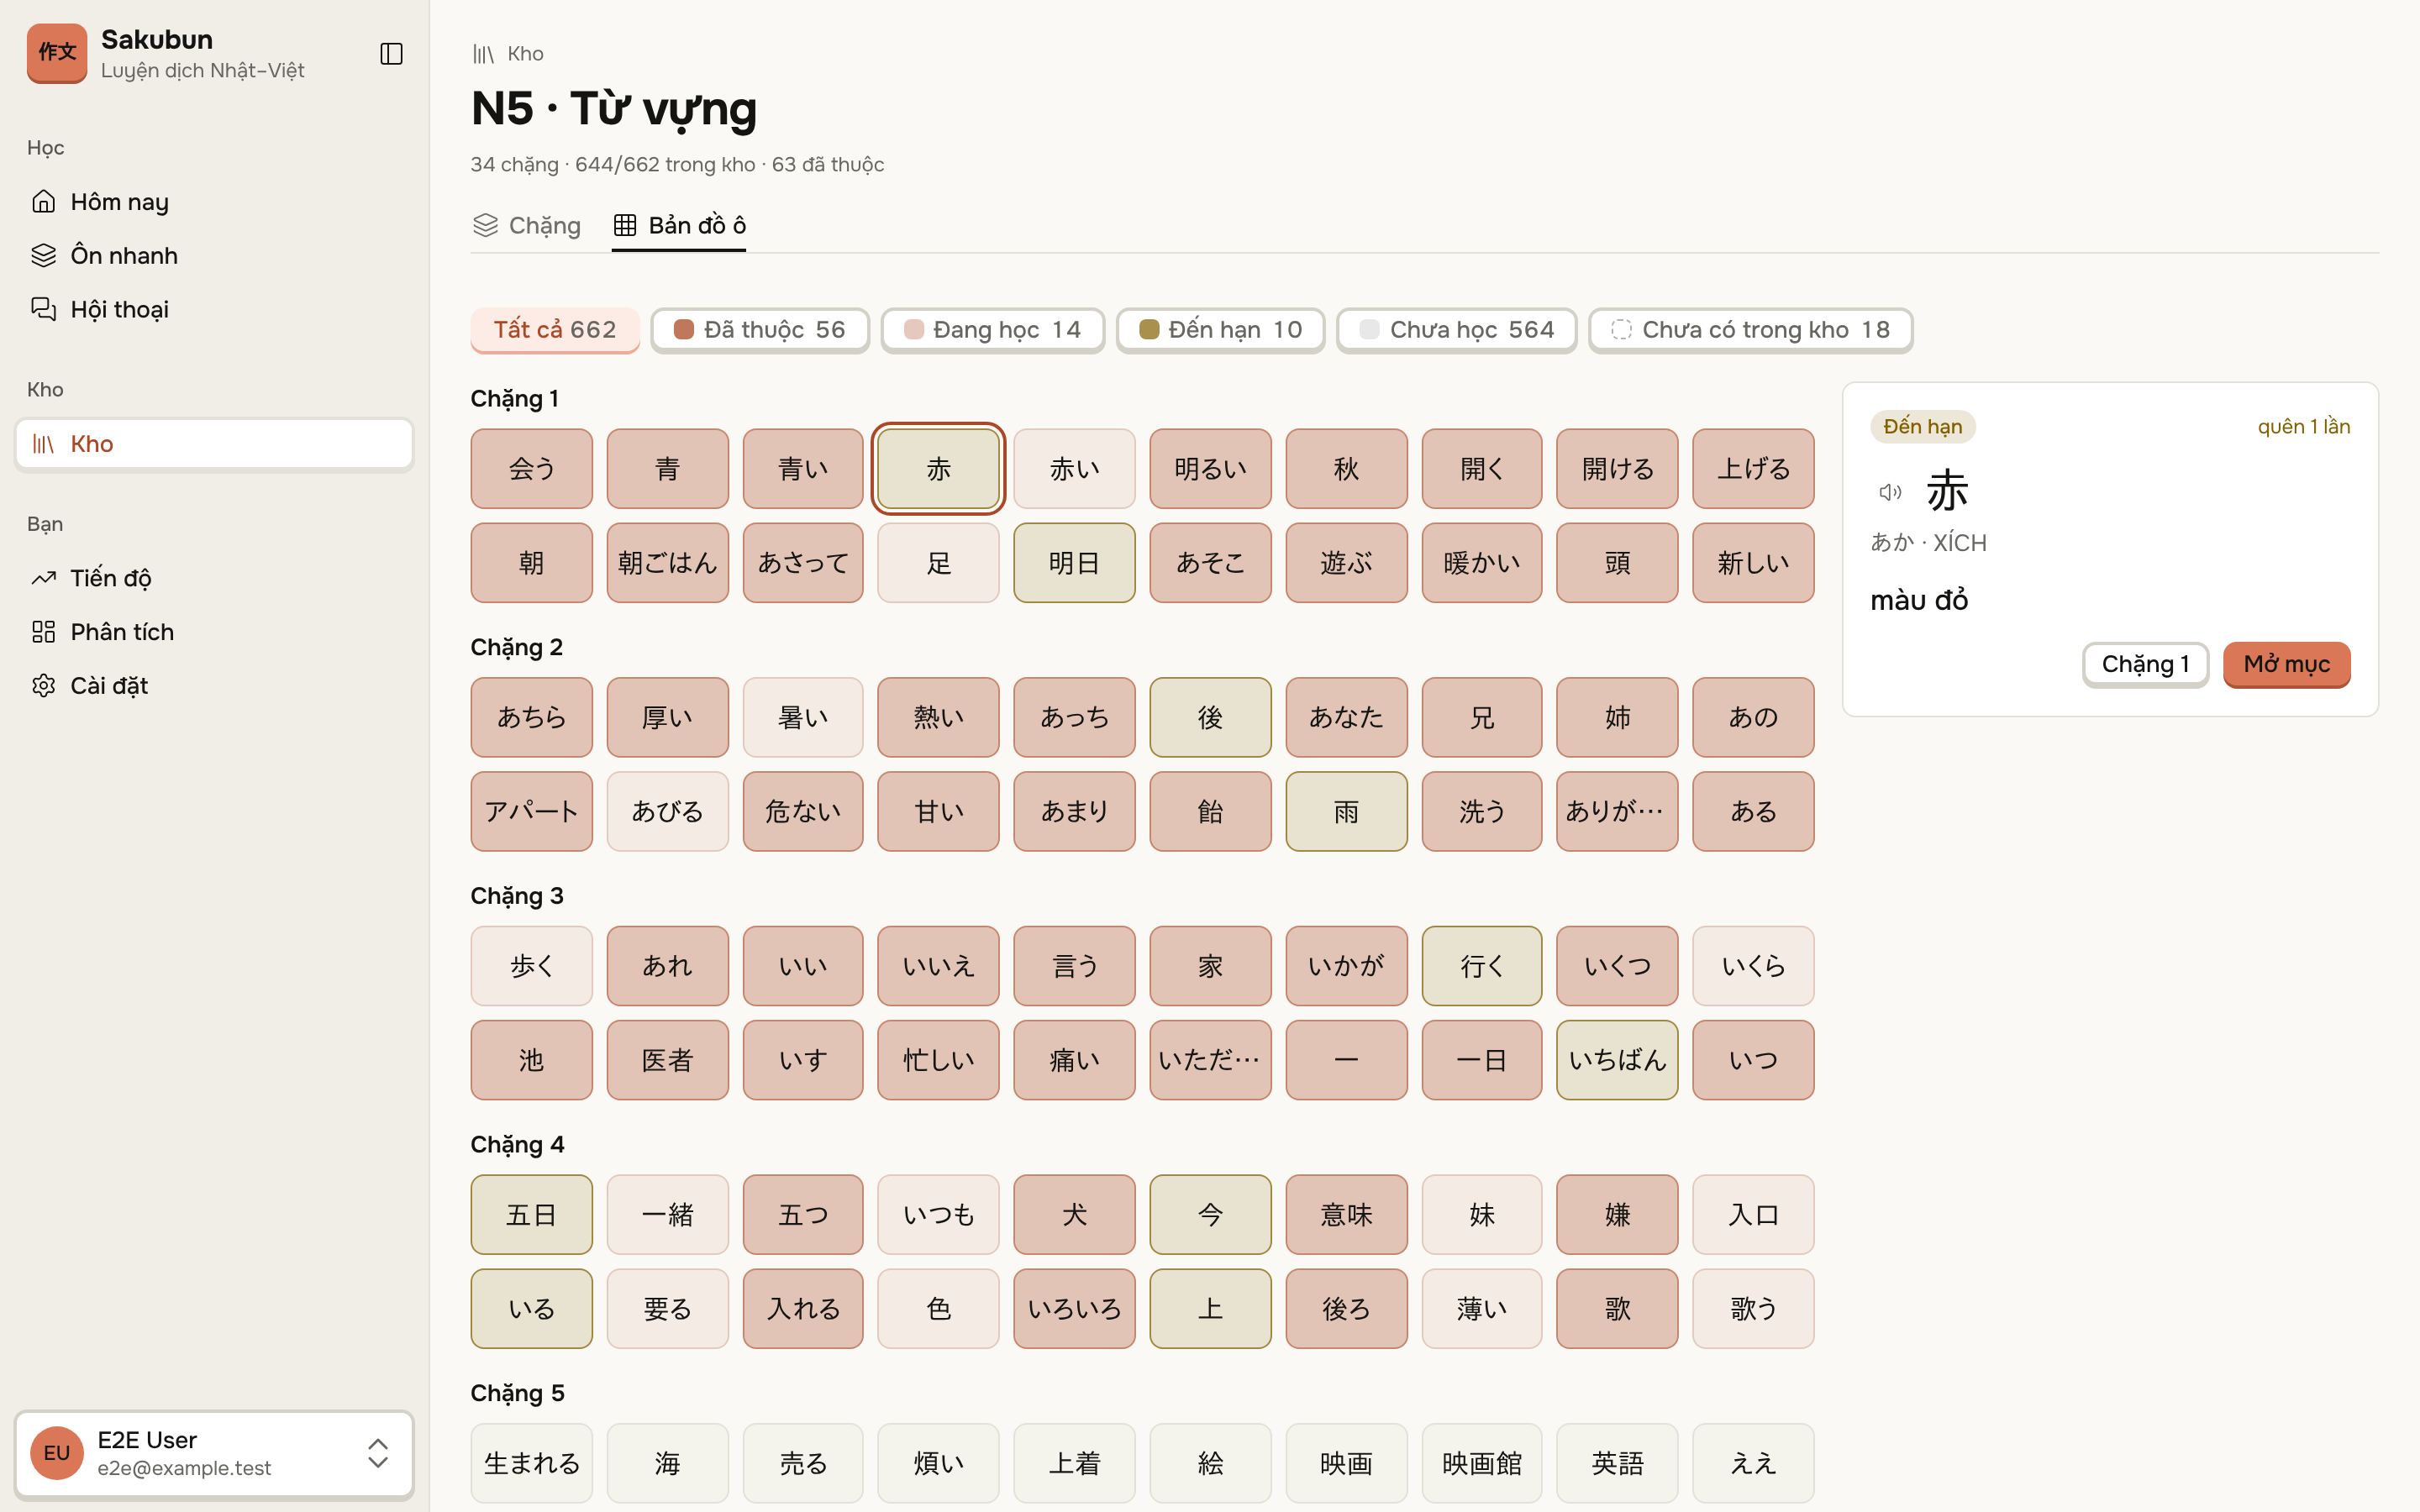 作文
Sakubun
Luyện dịch Nhật–Việt
Học
Hôm nay
Ôn nhanh
Hội thoại
Kho
Kho
Bạn
Tiến độ
Phân tích
Cài đặt
EU
E2E User
e2e@example.test
Kho
N5 · Từ vựng
34 chặng · 644/662 trong kho · 63 đã thuộc
Chặng
Bản đồ ô
Tất cả 662
Đã thuộc 56
Đang học 14
Đến hạn 10
Chưa học 564
Chưa có trong kho 18
Chặng 1
会う 青 青い 赤 赤い 明るい 秋 開く 開ける 上げる
朝 朝ごはん あさって 足 明日 あそこ 遊ぶ 暖かい 頭 新しい
Chặng 2
あちら 厚い 暑い 熱い あっち 後 あなた 兄 姉 あの
アパート あびる 危ない 甘い あまり 飴 雨 洗う ありが… ある
Chặng 3
歩く あれ いい いいえ 言う 家 いかが 行く いくつ いくら
池 医者 いす 忙しい 痛い いただ… 一 一日 いちばん いつ
Chặng 4
五日 一緒 五つ いつも 犬 今 意味 妹 嫌 入口
いる 要る 入れる 色 いろいろ 上 後ろ 薄い 歌 歌う
Chặng 5
生まれる 海 売る 煩い 上着 絵 映画 映画館 英語 ええ
Đến hạn
quên 1 lần
赤
あか · XÍCH
màu đỏ
Chặng 1
Mở mục